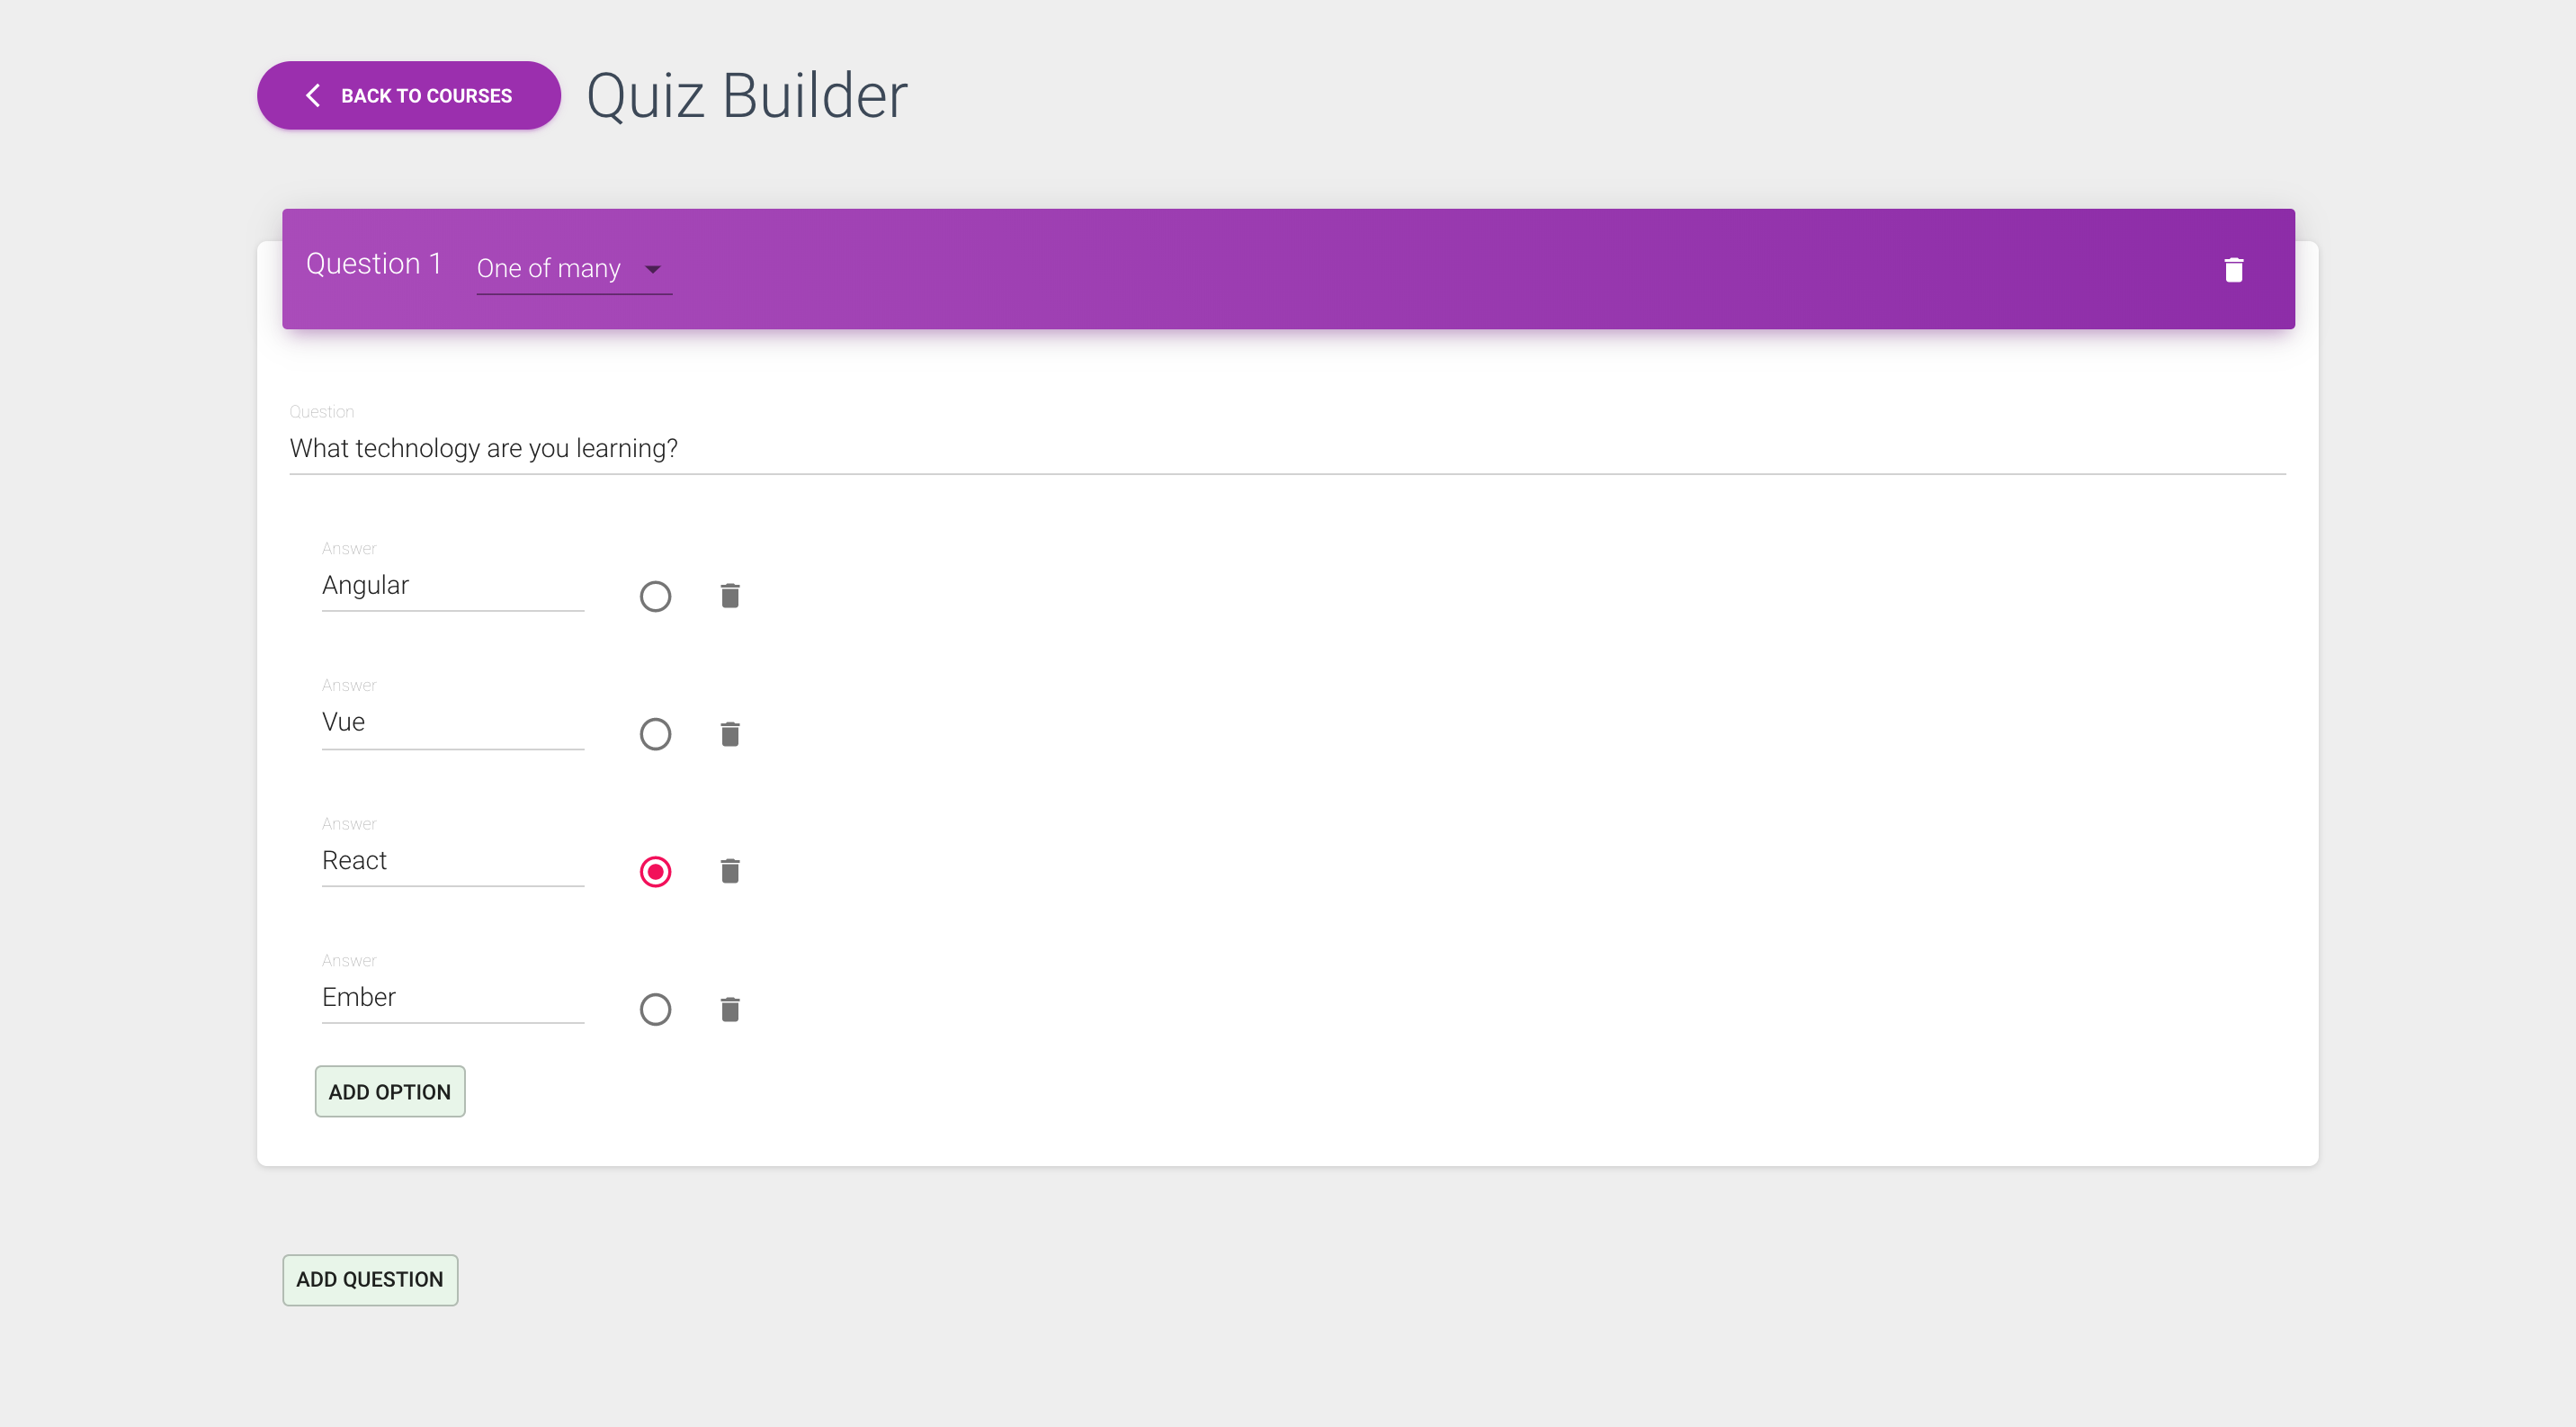 BACK TO COURSES
Quiz Builder
Question 1
One of many
Question
What technology are you learning?
Answer
Angular
Answer
Vue
Answer
React
Answer
Ember
ADD OPTION
ADD QUESTION